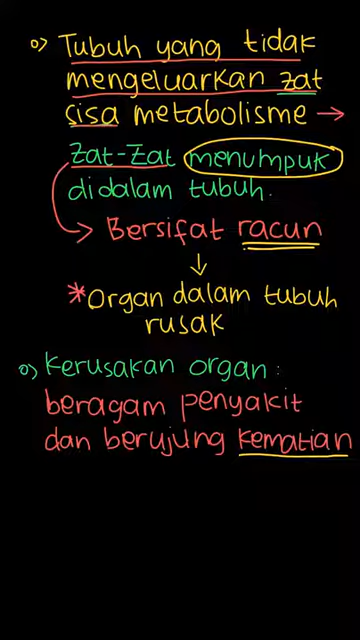 o) Tubuh yang tidak
mengeluarkan zat
sisa metabolisme →
zat-zat menumpuk
didalam tubuh.
→ Bersifat racun
↓
*Organ dalam tubuh
rusak
o) Kerusakan organ:
beragam penyakit
dan berujung kematian